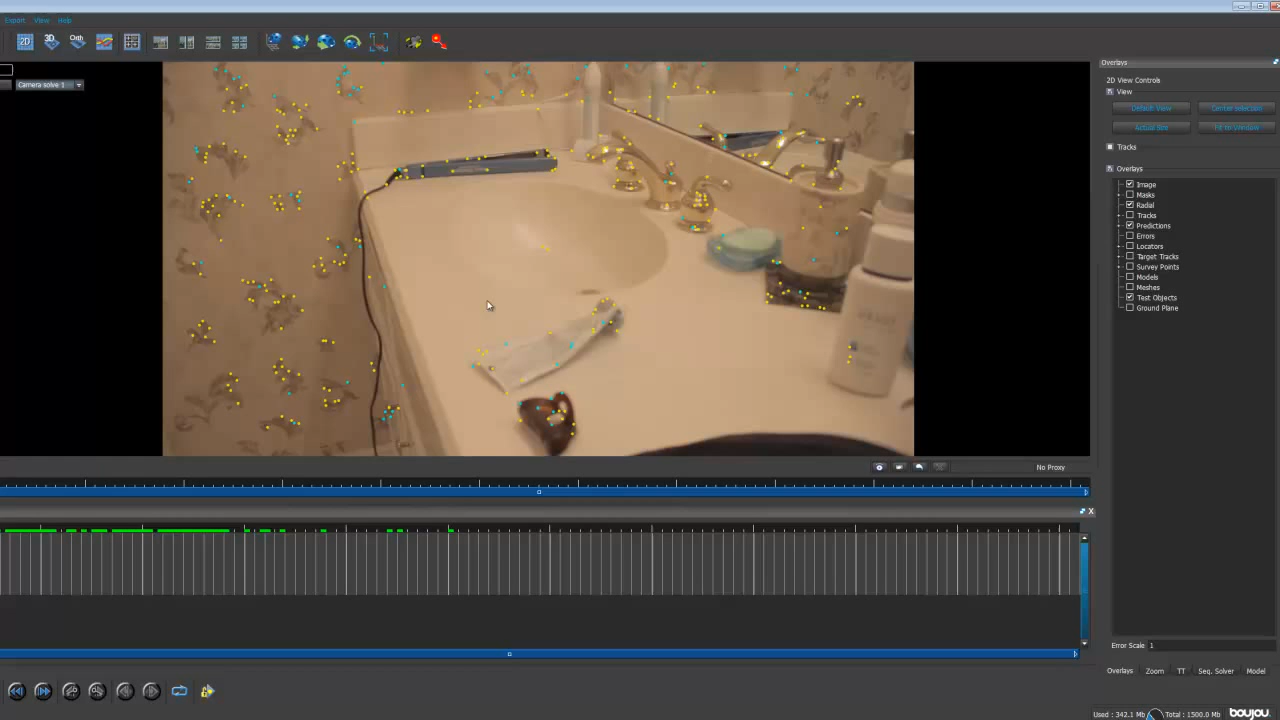 Export View Help
2D 3D Orth
Camera solve 1
Overlays
2D View Controls
View
Default View Center selection
Actual Size Fit to Window
Tracks
Overlays
Image
Masks
Radial
Tracks
Predictions
Errors
Locators
Target Tracks
Survey Points
Models
Meshes
Test Objects
Ground Plane
No Proxy
Error Scale 1
Overlays Zoom TT Seq. Solver Model
Used : 342.1 Mb Total : 1500.0 Mb boujou